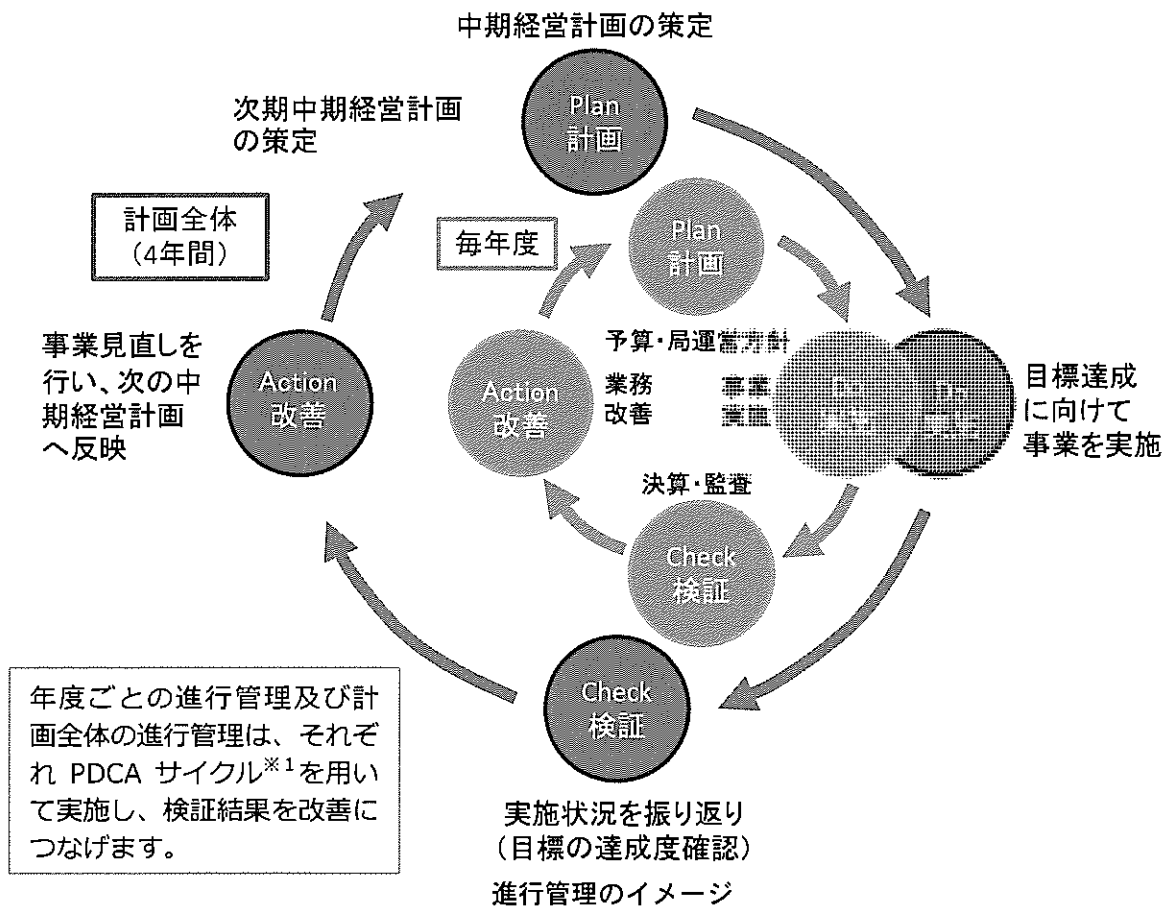 中期経営計画の策定
Plan
計画
次期中期経営計画
の策定
計画全体
(4年間)
毎年度
Plan
計画
事業見直しを
行い、次の中
期経営計画
へ反映
Action
改善
Action
改善
予算・局運営方針
業務
改善
目標達成
に向けて
事業を実施
決算・監査
Check
検証
Check
検証
年度ごとの進行管理及び計
画全体の進行管理は、それぞ
れ PDCA サイクル※1を用い
て実施し、検証結果を改善に
つなげます。
実施状況を振り返り
(目標の達成度確認)
進行管理のイメージ